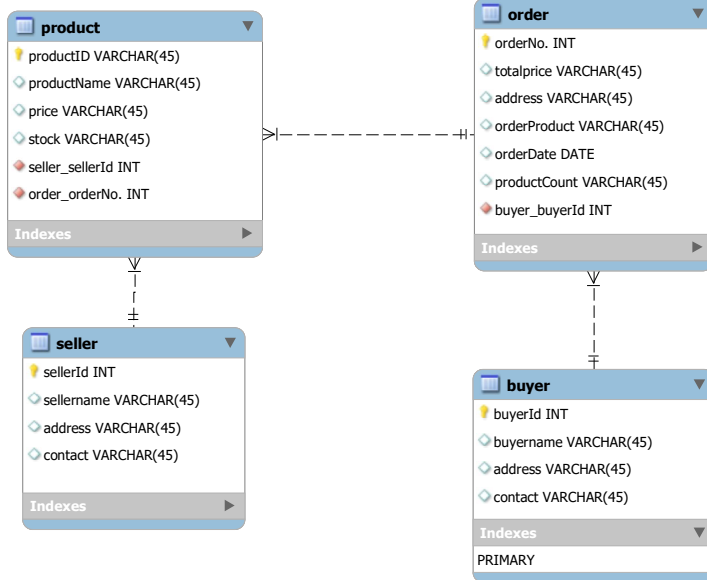 product
productID VARCHAR(45)
productName VARCHAR(45)
price VARCHAR(45)
stock VARCHAR(45)
seller_sellerId INT
order_orderNo. INT
Indexes
order
orderNo. INT
totalprice VARCHAR(45)
address VARCHAR(45)
orderProduct VARCHAR(45)
orderDate DATE
productCount VARCHAR(45)
buyer_buyerId INT
Indexes
seller
sellerId INT
sellername VARCHAR(45)
address VARCHAR(45)
contact VARCHAR(45)
Indexes
buyer
buyerId INT
buyername VARCHAR(45)
address VARCHAR(45)
contact VARCHAR(45)
Indexes
PRIMARY